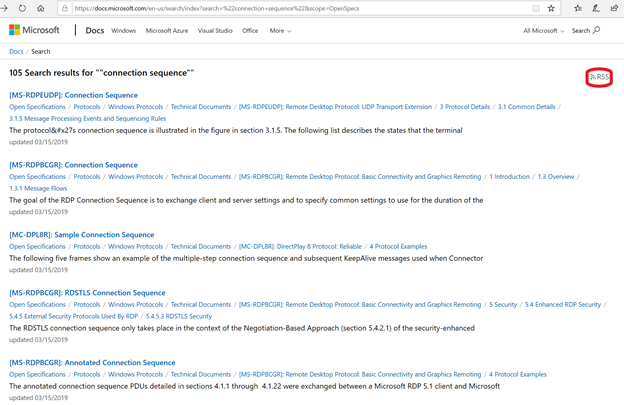 https://docs.microsoft.com/en-us/search/index?search=%22connection+sequence%22&scope=OpenSpecs
Microsoft Docs Windows Microsoft Azure Visual Studio Office More All Microsoft Search
Docs / Search
105 Search results for ""connection sequence""
RSS
[MS-RDPEUDP]: Connection Sequence
Open Specifications / Protocols / Windows Protocols / Technical Documents / [MS-RDPEUDP]: Remote Desktop Protocol: UDP Transport Extension / 3 Protocol Details / 3.1 Common Details /
3.1.5 Message Processing Events and Sequencing Rules
The protocol&#x27s connection sequence is illustrated in the figure in section 3.1.5. The following list describes the states that the terminal
updated 03/15/2019
[MS-RDPBCGR]: Connection Sequence
Open Specifications / Protocols / Windows Protocols / Technical Documents / [MS-RDPBCGR]: Remote Desktop Protocol: Basic Connectivity and Graphics Remoting / 1 Introduction / 1.3 Overview /
1.3.1 Message Flows
The goal of the RDP Connection Sequence is to exchange client and server settings and to specify common settings to use for the duration of the
updated 03/15/2019
[MC-DPL8R]: Sample Connection Sequence
Open Specifications / Protocols / Windows Protocols / Technical Documents / [MC-DPL8R]: DirectPlay 8 Protocol: Reliable / 4 Protocol Examples
The following five frames show an example of the multiple-step connection sequence and subsequent KeepAlive messages used when Connector
updated 03/15/2019
[MS-RDPBCGR]: RDSTLS Connection Sequence
Open Specifications / Protocols / Windows Protocols / Technical Documents / [MS-RDPBCGR]: Remote Desktop Protocol: Basic Connectivity and Graphics Remoting / 5 Security / 5.4 Enhanced RDP Security /
5.4.5 External Security Protocols Used By RDP / 5.4.5.3 RDSTLS Security
The RDSTLS connection sequence only takes place in the context of the Negotiation-Based Approach (section 5.4.2.1) of the security-enhanced
updated 03/15/2019
[MS-RDPBCGR]: Annotated Connection Sequence
Open Specifications / Protocols / Windows Protocols / Technical Documents / [MS-RDPBCGR]: Remote Desktop Protocol: Basic Connectivity and Graphics Remoting / 4 Protocol Examples
The annotated connection sequence PDUs detailed in sections 4.1.1 through 4.1.22 were exchanged between a Microsoft RDP 5.1 client and Microsoft
updated 03/15/2019